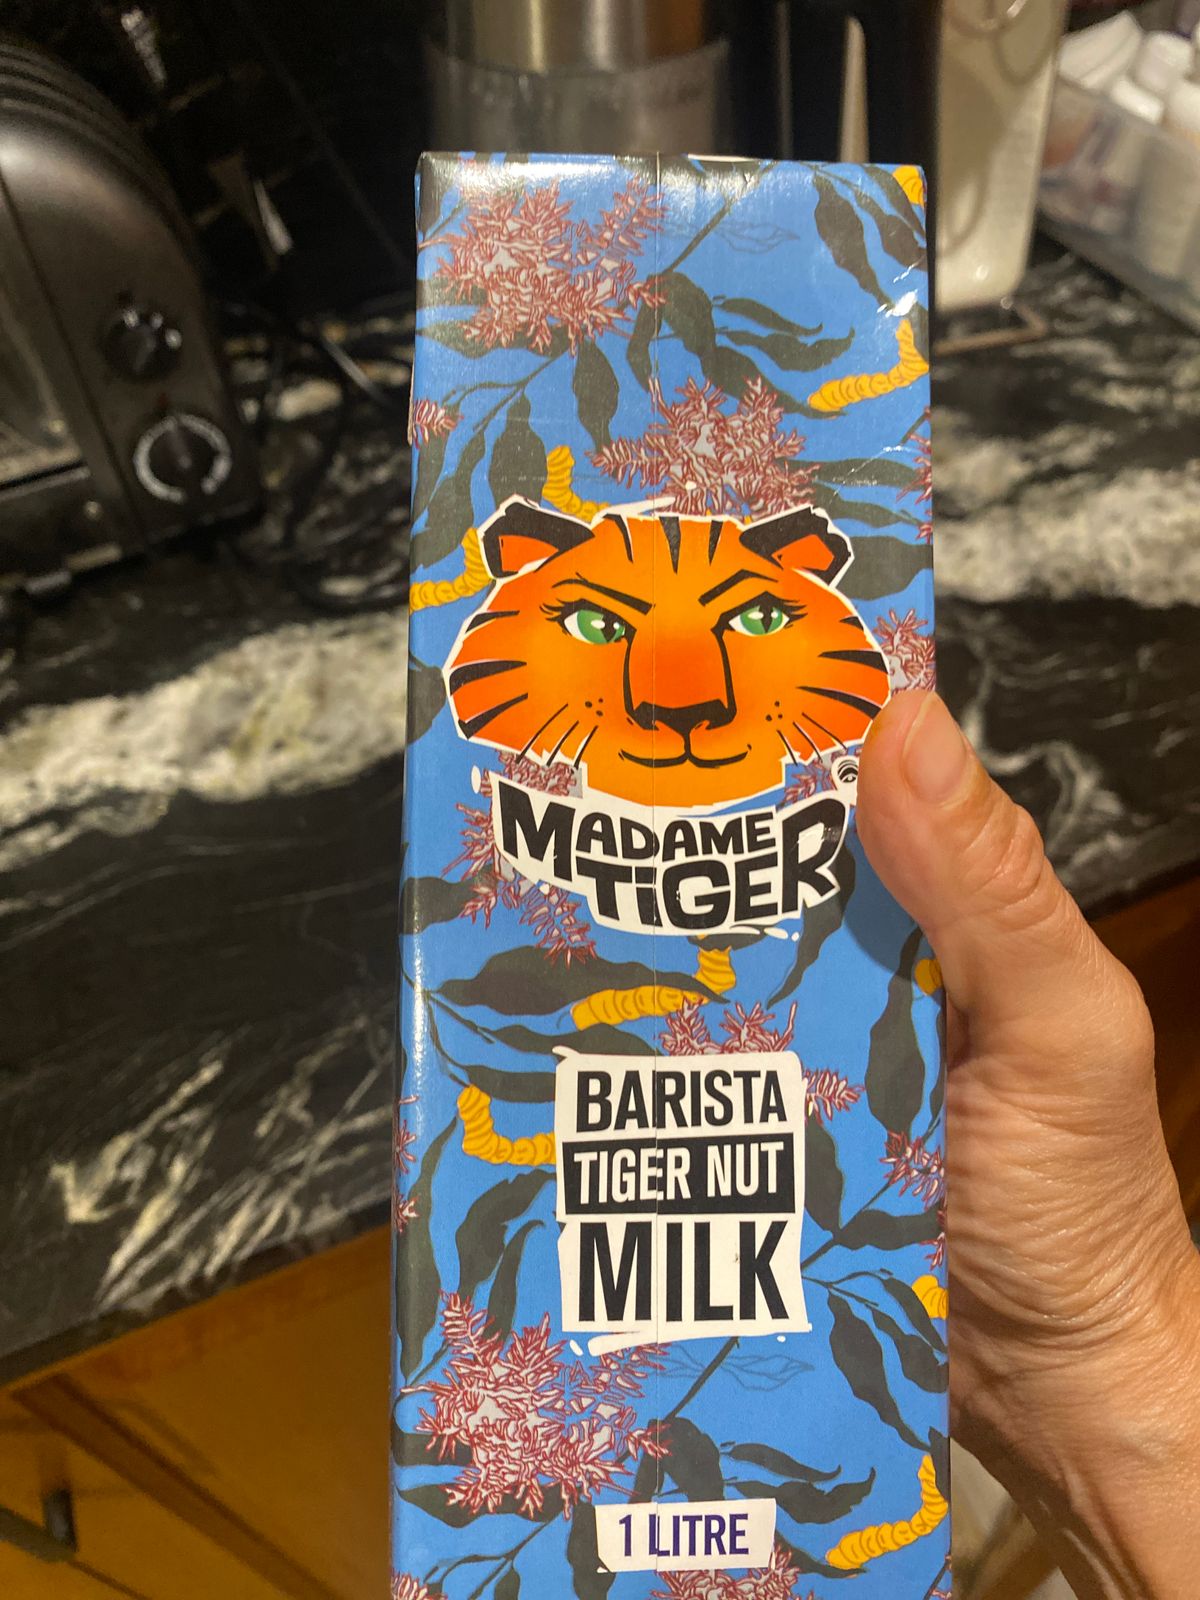 MADAME
TiGER
BARISTA
TIGER NUT
MILK
1 LITRE